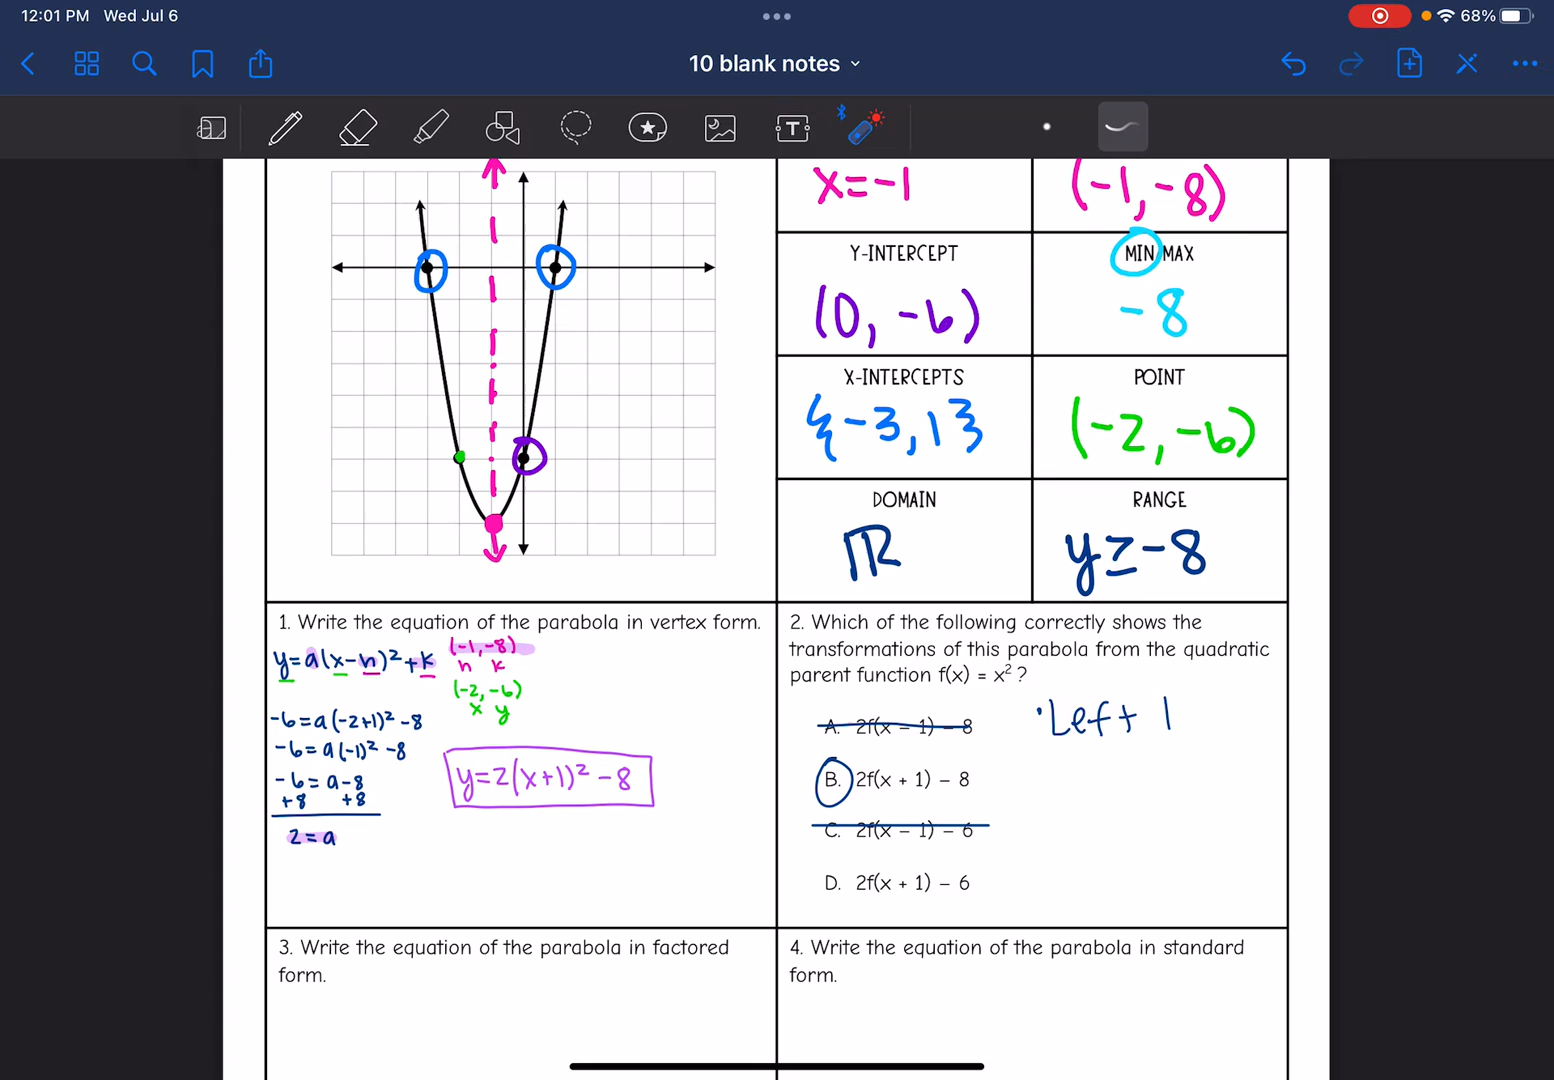 12:01 PM Wed Jul 6
68%
10 blank notes
T
x=-1
(-1,-8)
Y-INTERCEPT
MIN/MAX
(0,-6)
-8
X-INTERCEPTS
POINT
{-3,1}
(-2,-6)
DOMAIN
RANGE
ℝ
y≥-8
1. Write the equation of the parabola in vertex form.
y=a(x-h)²+k
(-1,-8)
h k
(-2,-6)
x y
-6=a(-2+1)²-8
-6=a(-1)²-8
-6=a-8
+8 +8
2=a
y=2(x+1)²-8
2. Which of the following correctly shows the
transformations of this parabola from the quadratic
parent function f(x) = x² ?
A. 2f(x – 1) – 8
•Left 1
B. 2f(x + 1) – 8
C. 2f(x – 1) – 6
D. 2f(x + 1) – 6
3. Write the equation of the parabola in factored
form.
4. Write the equation of the parabola in standard
form.